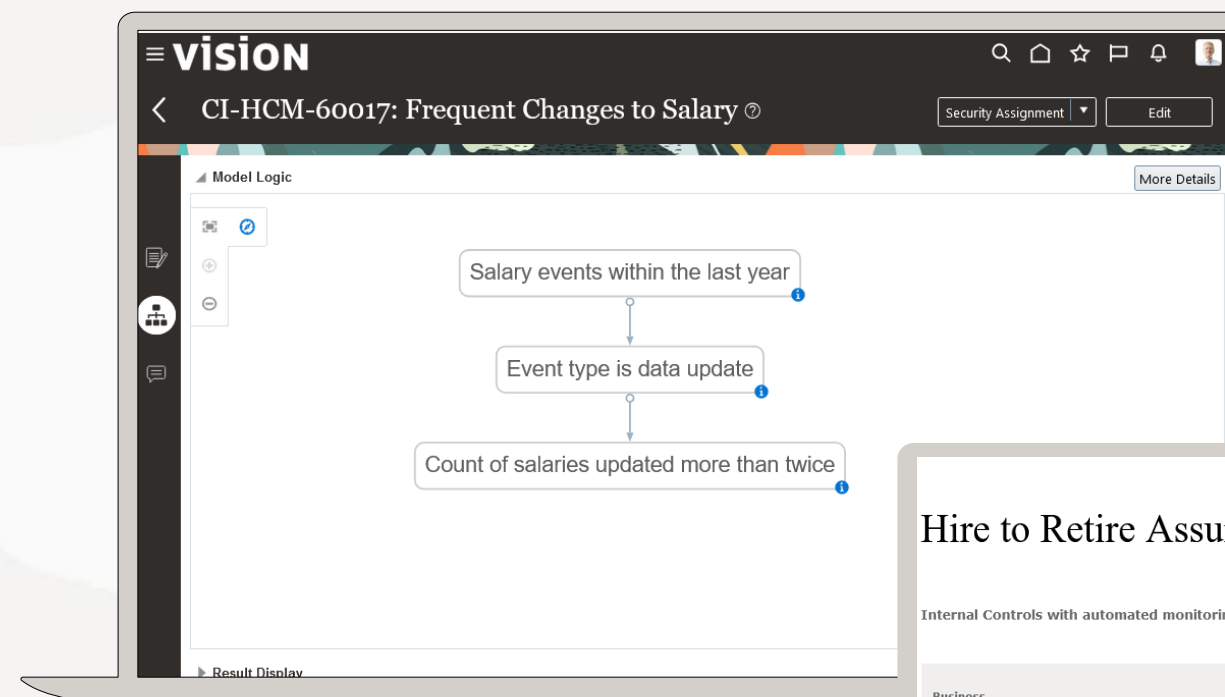 vision
CI-HCM-60017: Frequent Changes to Salary
Security Assignment
Edit
Model Logic
More Details
Salary events within the last year
Event type is data update
Count of salaries updated more than twice
Result Display
Hire to Retire
Internal Controls with automated
Business